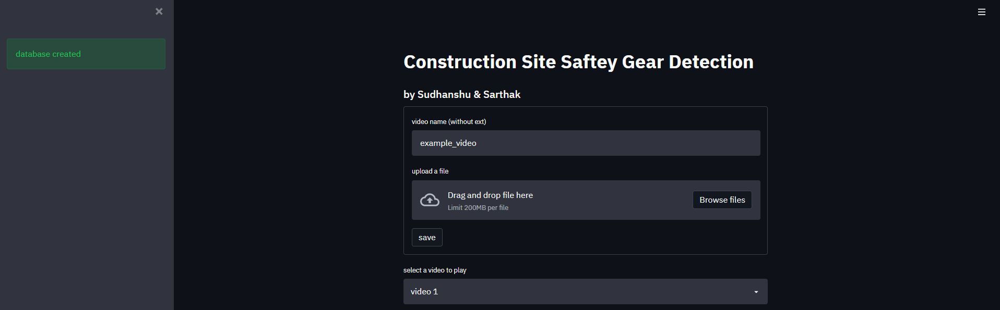 database created
Construction Site Saftey Gear Detection
by Sudhanshu & Sarthak
video name (without ext)
example_video
upload a file
Drag and drop file here
Limit 200MB per file
Browse files
save
select a video to play
video 1